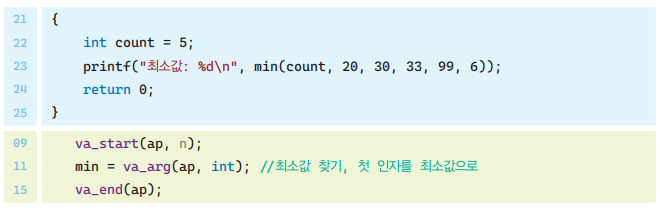 21 {
22     int count = 5;
23     printf("최소값: %d\n", min(count, 20, 30, 33, 99, 6));
24     return 0;
25 }
09     va_start(ap, n);
11     min = va_arg(ap, int); //최소값 찾기, 첫 인자를 최소값으로
15     va_end(ap);